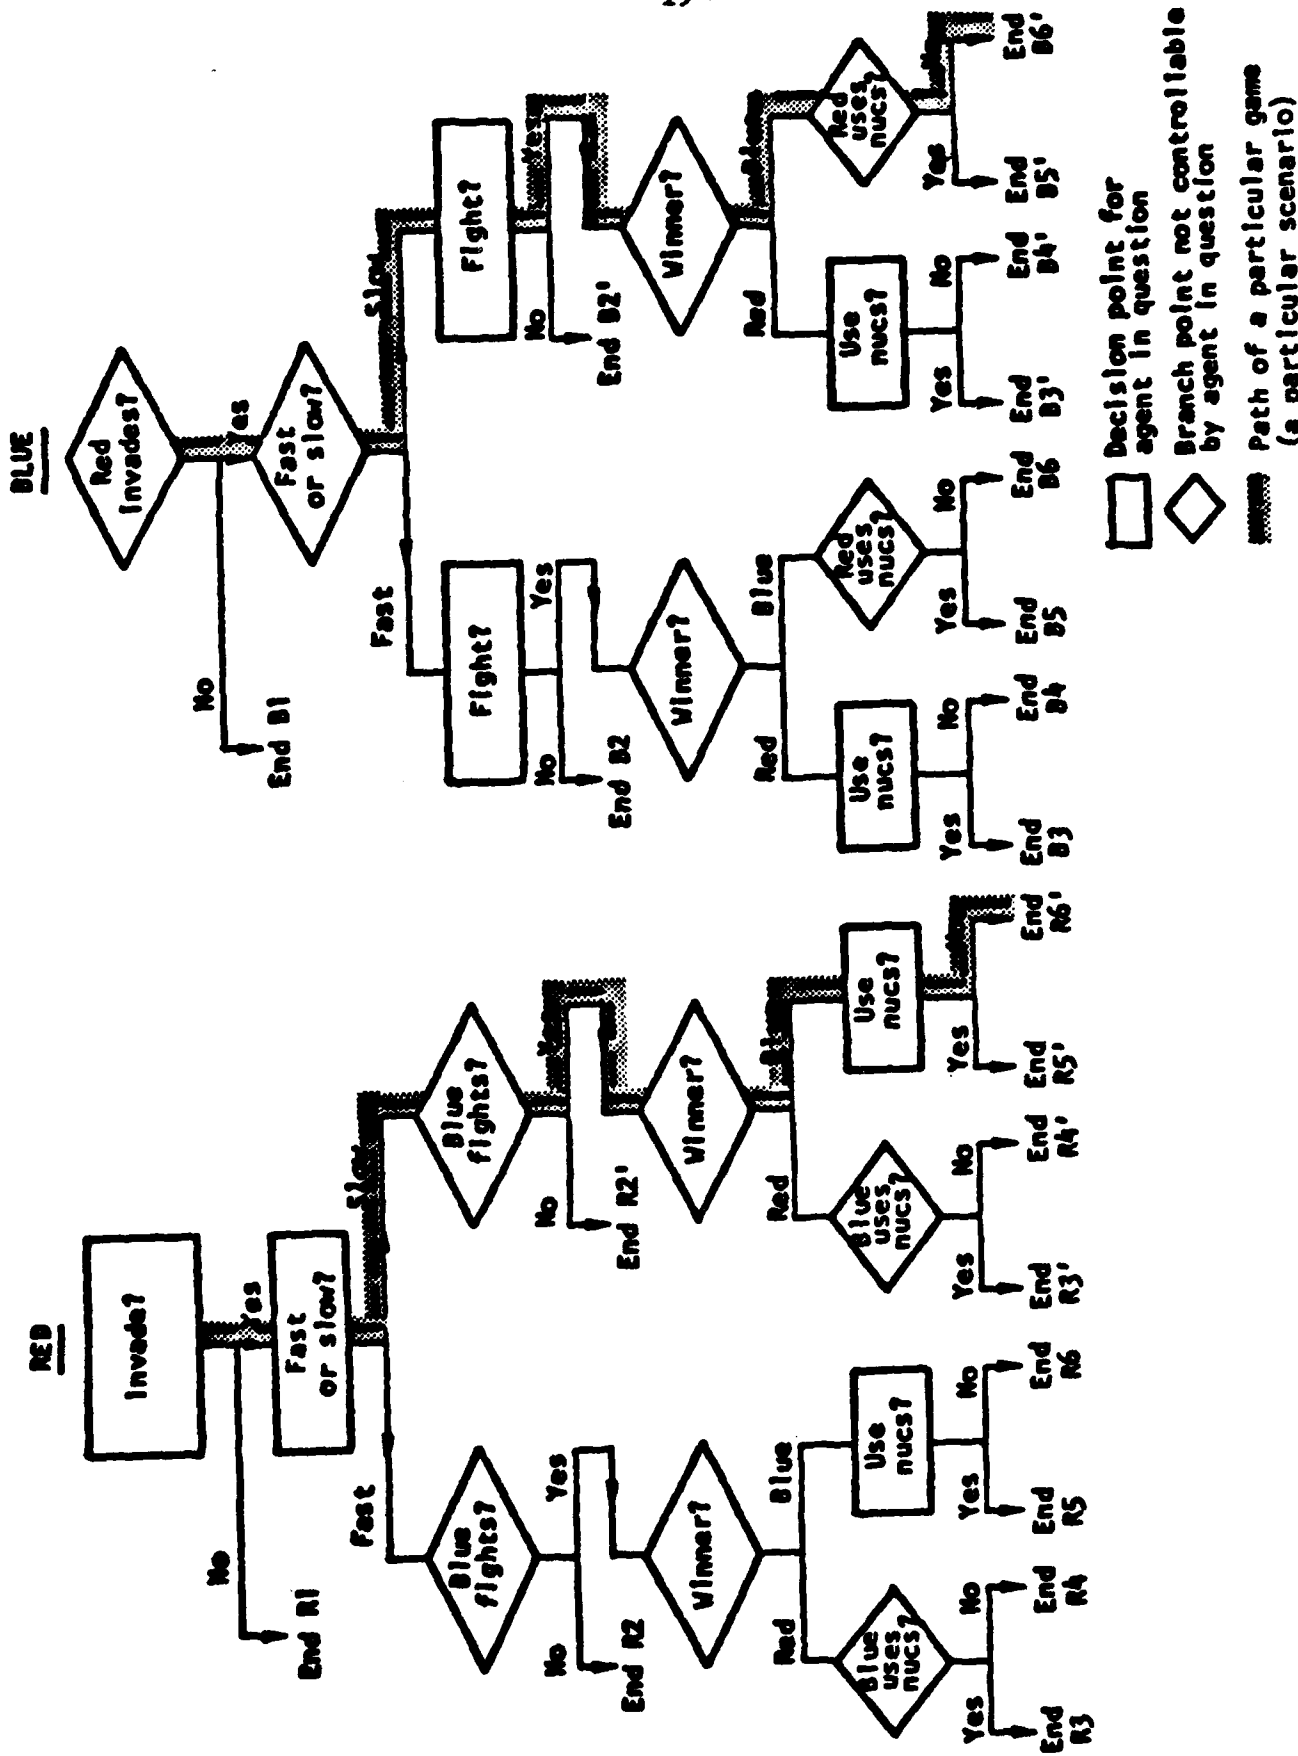 RED
Invade?
No
Yes
End R1
Fast
or slow?
Fast
Slow
Blue
fights?
Blue
fights?
No
Yes
No
Yes
End R2
End R2'
Winner?
Winner?
Red
Blue
Red
Blue
Blue
uses
nucs?
Use
nucs?
Blue
uses
nucs?
Use
nucs?
Yes
No
Yes
No
Yes
No
Yes
No
End
R3
End
R4
End
R5
End
R6
End
R3'
End
R4'
End
R5'
End
R6'
BLUE
Red
invades?
No
Yes
End B1
Fast
or slow?
Fast
Slow
Fight?
Fight?
No
Yes
No
Yes
End B2
End B2'
Winner?
Winner?
Red
Blue
Red
Blue
Use
nucs?
Red
uses
nucs?
Use
nucs?
Red
uses
nucs?
Yes
No
Yes
No
Yes
No
Yes
No
End
B3
End
B4
End
B5
End
B6
End
B3'
End
B4'
End
B5'
End
B6'
Decision point for
agent in question
Branch point not controllable
by agent in question
Path of a particular game
(a particular scenario)